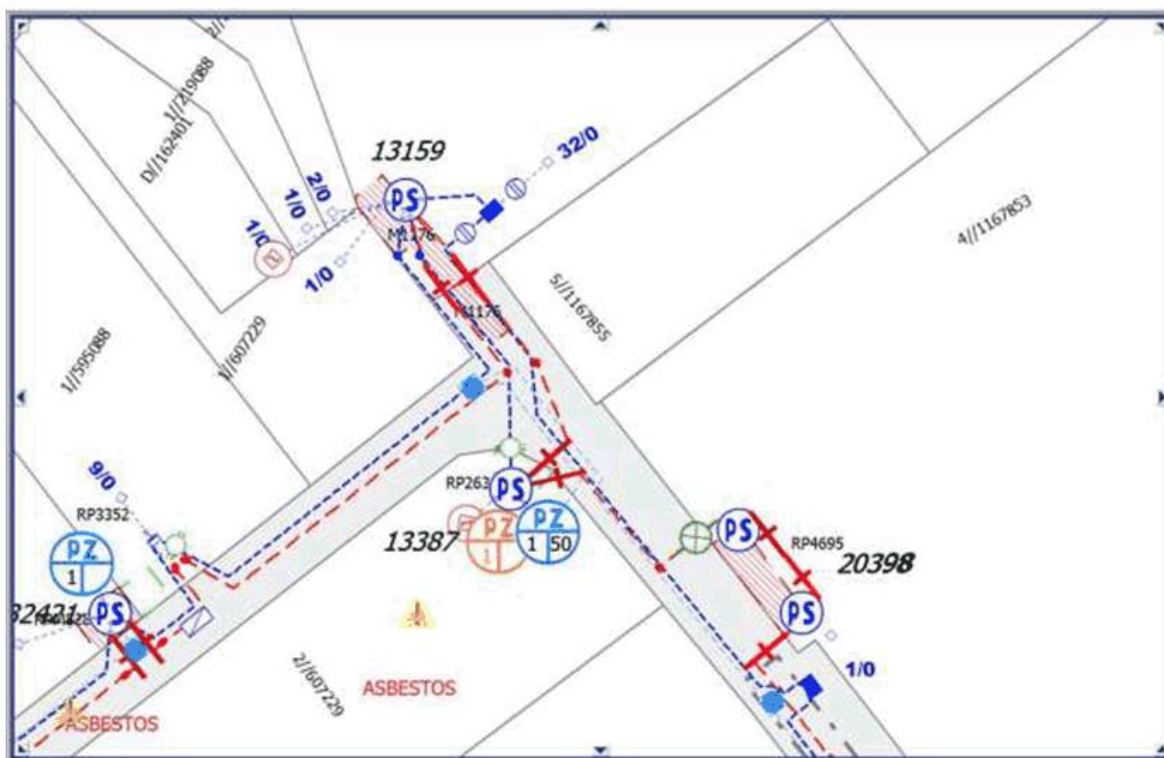 1//219088
D//162401
13159
PS
32/0
2/0
1/0
1/0
1/0
M1176
M1176
4//1167853
5//1167855
1//595088
1//607229
9/0
RP3352
RP263
PS
PZ
1
PZ
1 50
13387
PS
RP4695
20398
PS
PZ
1
PS
1/0
2//607229
ASBESTOS
ASBESTOS